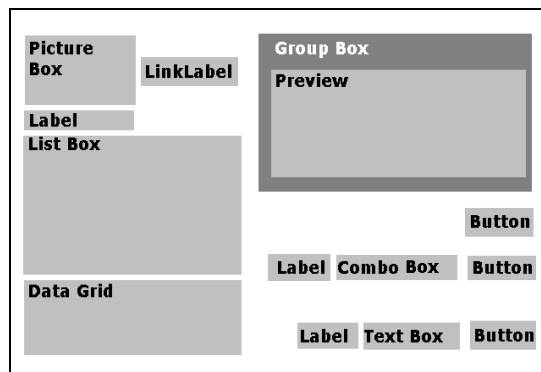 Picture
Box
LinkLabel
Label
List Box
Data Grid
Group Box
Preview
Button
Label Combo Box Button
Label Text Box Button